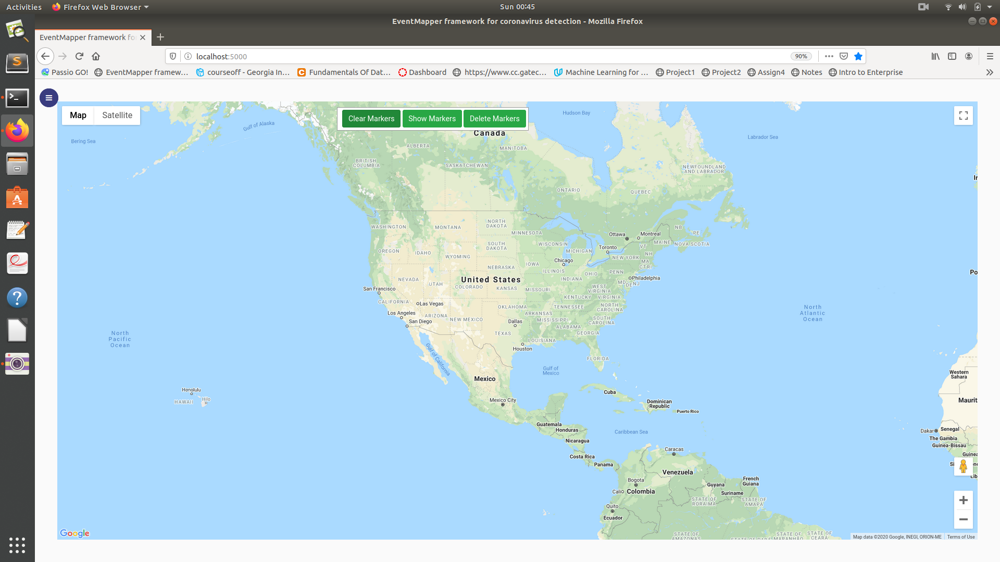 Activities
Firefox Web Browser
Sun 00:45
EventMapper framework for coronavirus detection - Mozilla Firefox
EventMapper framework fo
localhost:5000
90%
Passio GO!
EventMapper framew…
courseoff - Georgia In…
Fundamentals Of Dat…
Dashboard
https://www.cc.gatec…
Machine Learning for …
Project1
Project2
Assign4
Notes
Intro to Enterprise
Map
Satellite
Clear Markers
Show Markers
Delete Markers
Hudson Bay
Gulf of Alaska
Bering Sea
Canada
Labrador Sea
ALBERTA
MANITOBA
BRITISH
COLUMBIA
SASKATCHEWAN
NEWFOUNDLAND
AND LABRADOR
Ir
ONTARIO
QUEBEC
WASHINGTON
MONTANA
NORTH
DAKOTA
MINNESOTA
NB
PE
Ottawa
Montreal
MAINE
NOVA SCOTIA
OREGON
IDAHO
WYOMING
SOUTH
DAKOTA
WISCONSIN
MICHIGAN
Toronto
VT
NH
NEW YORK
MA
CT
RI
Chicago
NEBRASKA
IOWA
ILLINOIS
INDIANA
OHIO
PENN
Po
NEVADA
UTAH
United States
COLORADO
KANSAS
MISSOURI
WEST
VIRGINIA
MD
DE
NJ
Philadelphia
San Francisco
KENTUCKY
VIRGINIA
CALIFORNIA
Las Vegas
OKLAHOMA
TENNESSEE
NORTH
CAROLINA
Los Angeles
ARIZONA
NEW MEXICO
ARKANSAS
MISSISSIPPI
SOUTH
CAROLINA
San Diego
Dallas
ALABAMA
GEORGIA
TEXAS
LOUISIANA
Houston
North
Atlantic
Ocean
North
Pacific
Ocean
Gulf of California
FLORIDA
Gulf of
Mexico
Mexico
Western
Sahara
Honolulu
HAWAII
Hilo
Mexico City
Cuba
Dominican
Republic
Puerto Rico
Maurit
Guatemala
Honduras
Caribbean Sea
Nicaragua
Dakar
Senegal
The Gambia
Guinea-Bissau
Guinea
Costa Rica
Caracas
Panama
Venezuela
Si
ne
Lib
Bogota
Guyana
French
Guiana
Cali
Colombia
Suriname
STATE OF
RORAIMA
STATE OF
AMAPÁ
Quito
Ecuador
STATE OF
AMAZONAS
STATE OF
PARÁ
STATE OF
MARANHÃO
STATE OF
CEARÁ
Google
Map data ©2020 Google, INEGI, ORION-ME
Terms of Use